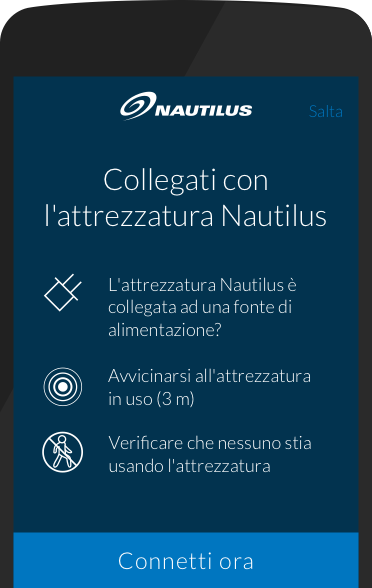 NAUTILUS
Salta
Collegati con
l'attrezzatura Nautilus
L'attrezzatura Nautilus è
collegata ad una fonte di
alimentazione?
Avvicinarsi all'attrezzatura
in uso (3 m)
Verificare che nessuno stia
usando l'attrezzatura
Connetti ora